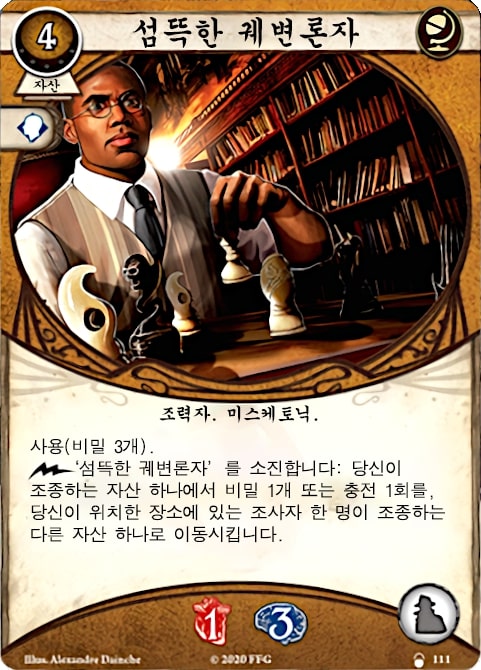 4
섬뜩한 궤변론자
자산
조력자. 미스케토닉.
사용(비밀 3개).
‘섬뜩한 궤변론자’ 를 소진합니다: 당신이
조종하는 자산 하나에서 비밀 1개 또는 충전 1회를,
당신이 위치한 장소에 있는 조사자 한 명이 조종하는
다른 자산 하나로 이동시킵니다.
1 3
Illus. Alexandre Dainche © 2020 FFG 111